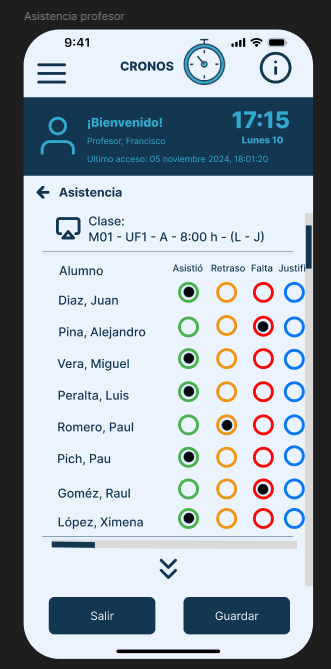 Asistencia profesor
9:41
CRONOS
¡Bienvenido!
17:15
Profesor, Francisco
Lunes 10
Ultimo acceso: 05 noviembre 2024, 18:01:20
Asistencia
Clase:
M01 - UF1 - A - 8:00 h - (L - J)
Alumno Asistió Retraso Falta Justifi
Diaz, Juan
Pina, Alejandro
Vera, Miguel
Peralta, Luis
Romero, Paul
Pich, Pau
Goméz, Raul
López, Ximena
Salir Guardar